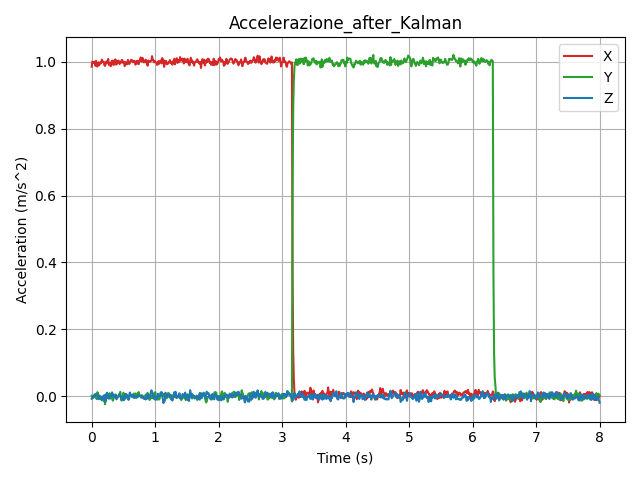 Accelerazione_after_Kalman
X
Y
Z
Acceleration (m/s^2)
1.0
0.8
0.6
0.4
0.2
0.0
0 1 2 3 4 5 6 7 8
Time (s)